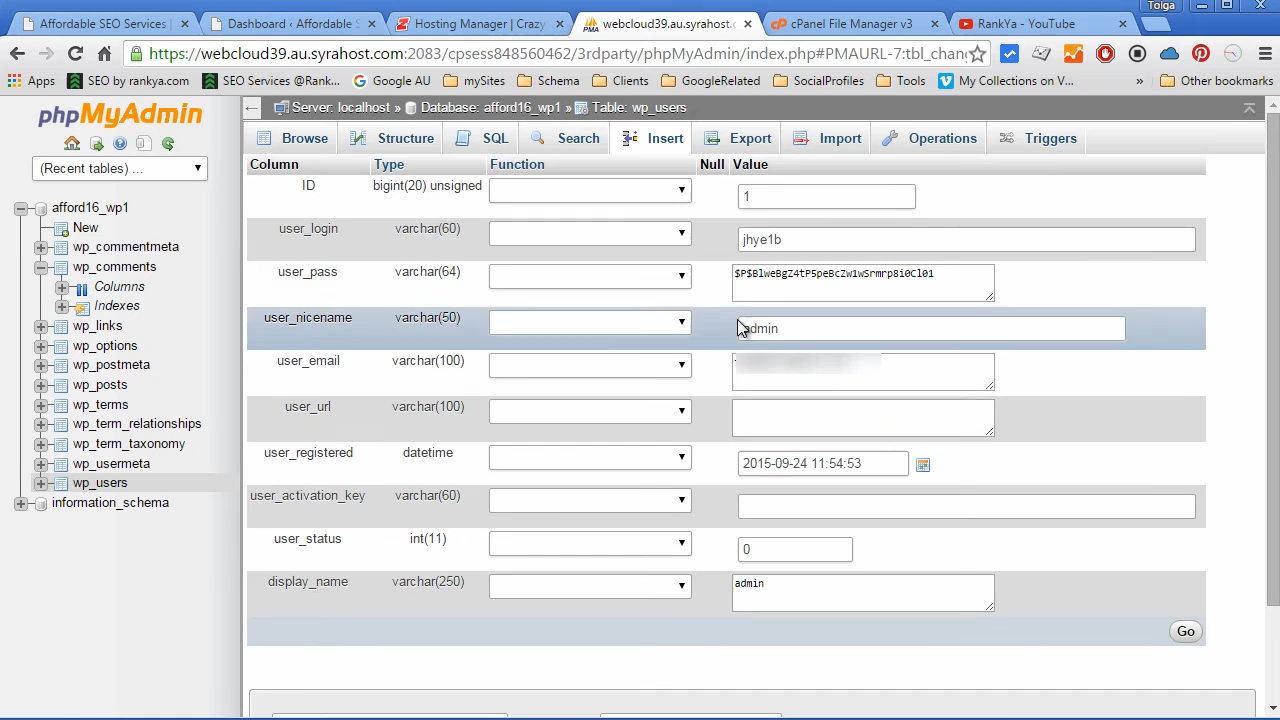 Tolga
Affordable SEO Services |
Dashboard ‹ Affordable S
Hosting Manager | Crazy
webcloud39.au.syrahost.c
cPanel File Manager v3
RankYa - YouTube
https://webcloud39.au.syrahost.com:2083/cpsess848560462/3rdparty/phpMyAdmin/index.php#PMAURL-7:tbl_chang
Apps
SEO by rankya.com
SEO Services @Rank...
Google AU
mySites
Schema
Clients
GoogleRelated
SocialProfiles
My Collections on V...
»
Other bookmarks
phpMyAdmin
(Recent tables) ...
afford16_wp1
New
wp_commentmeta
wp_comments
Columns
Indexes
wp_links
wp_options
wp_postmeta
wp_posts
wp_terms
wp_term_relationships
wp_term_taxonomy
wp_usermeta
wp_users
information_schema
Server: localhost » Database: afford16_wp1 » Table: wp_users
Browse Structure SQL Search Insert Export Import Operations Triggers
Column Type Function Null Value
ID bigint(20) unsigned 1
user_login varchar(60) jhye1b
user_pass varchar(64) $P$BlweBgZ4tP5peBcZw1wSrmrp8i0Cl01
user_nicename varchar(50) admin
user_email varchar(100)
user_url varchar(100)
user_registered datetime 2015-09-24 11:54:53
user_activation_key varchar(60)
user_status int(11) 0
display_name varchar(250) admin
Go